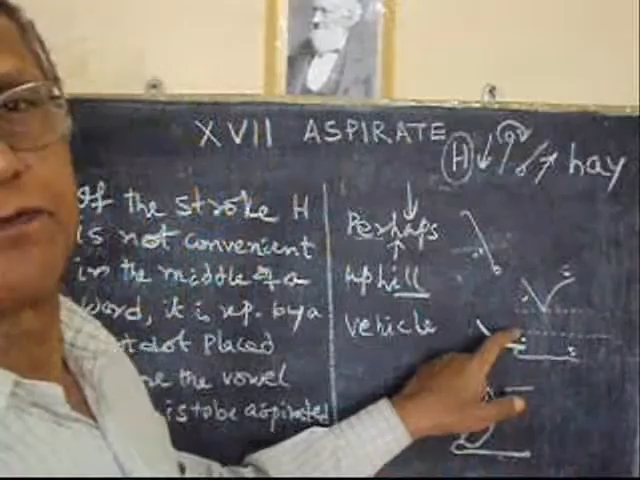 XVII ASPIRATE
H hay
If the stroke H
is not convenient
in the middle of a
word, it is rep. by a
dot placed
the vowel
is to be aspirated
Perhaps
uphill
vehicle